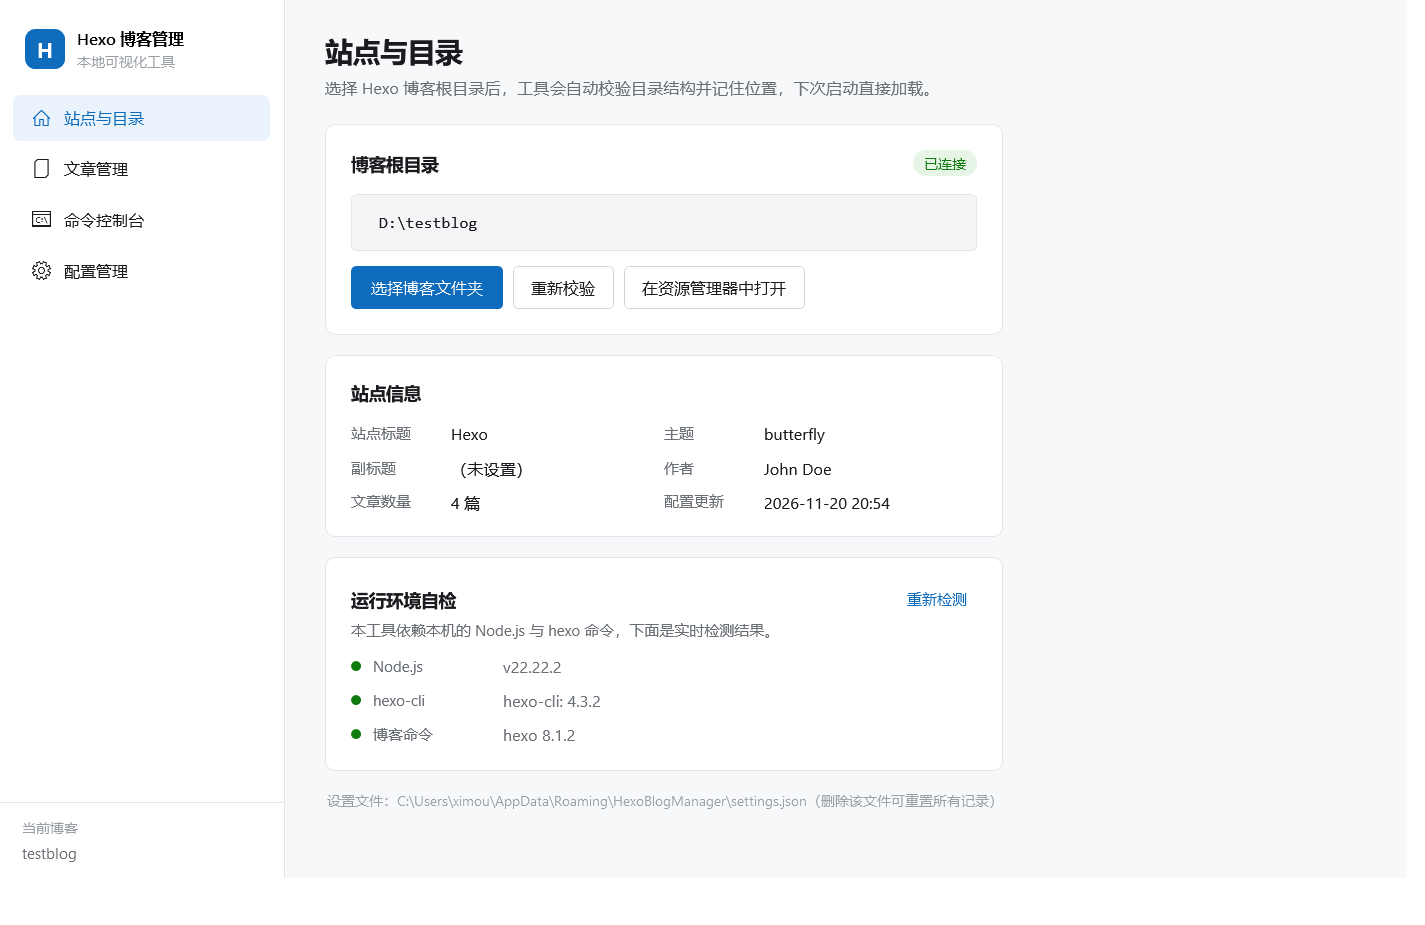 H
Hexo 博客管理
本地可视化工具
站点与目录
文章管理
命令控制台
配置管理
当前博客
testblog
站点与目录
选择 Hexo 博客根目录后，工具会自动校验目录结构并记住位置，下次启动直接加载。
博客根目录
已连接
D:\testblog
选择博客文件夹 重新校验 在资源管理器中打开
站点信息
站点标题 Hexo 主题 butterfly
副标题 （未设置） 作者 John Doe
文章数量 4 篇 配置更新 2026-11-20 20:54
运行环境自检
重新检测
本工具依赖本机的 Node.js 与 hexo 命令，下面是实时检测结果。
Node.js v22.22.2
hexo-cli hexo-cli: 4.3.2
博客命令 hexo 8.1.2
设置文件：C:\Users\ximou\AppData\Roaming\HexoBlogManager\settings.json（删除该文件可重置所有记录）